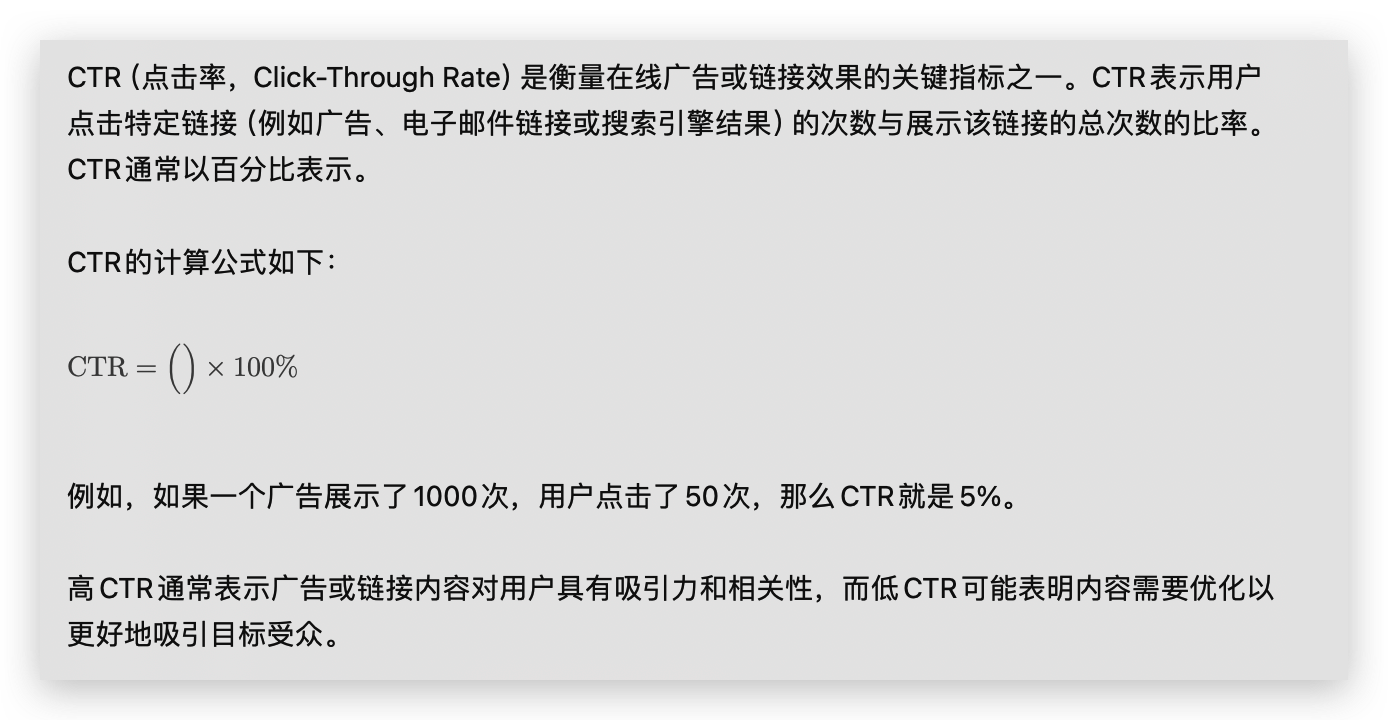 CTR（点击率，Click-Through Rate）是衡量在线广告或链接效果的关键指标之一。CTR表示用户
点击特定链接（例如广告、电子邮件链接或搜索引擎结果）的次数与展示该链接的总次数的比率。
CTR通常以百分比表示。
CTR的计算公式如下：
CTR = () × 100%
例如，如果一个广告展示了1000次，用户点击了50次，那么CTR就是5%。
高CTR通常表示广告或链接内容对用户具有吸引力和相关性，而低CTR可能表明内容需要优化以
更好地吸引目标受众。